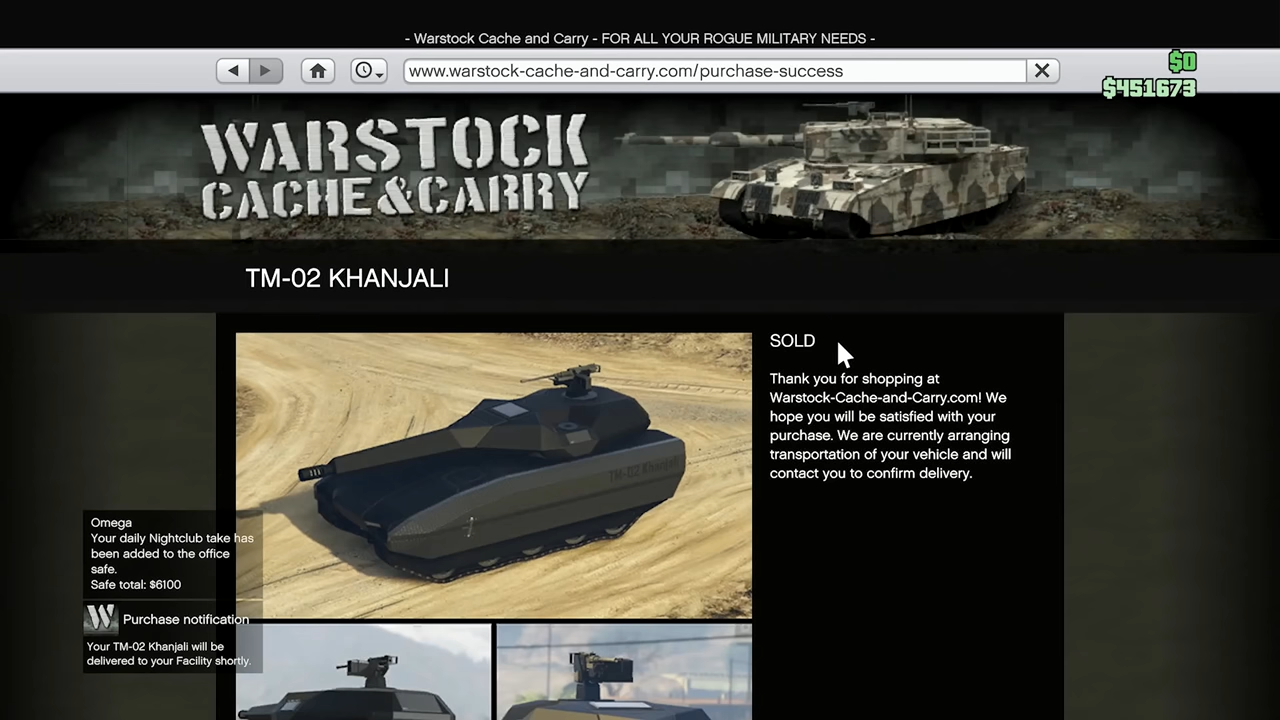 - Warstock Cache and Carry - FOR ALL YOUR ROGUE MILITARY NEEDS -
www.warstock-cache-and-carry.com/purchase-success
$0
$451673
WARSTOCK
CACHE&CARRY
TM-02 KHANJALI
SOLD
Thank you for shopping at
Warstock-Cache-and-Carry.com! We
hope you will be satisfied with your
purchase. We are currently arranging
transportation of your vehicle and will
contact you to confirm delivery.
TM-02 Khanjali
Omega
Your daily Nightclub take has
been added to the office
safe.
Safe total: $6100
W
Purchase notification
Your TM-02 Khanjali will be
delivered to your Facility shortly.